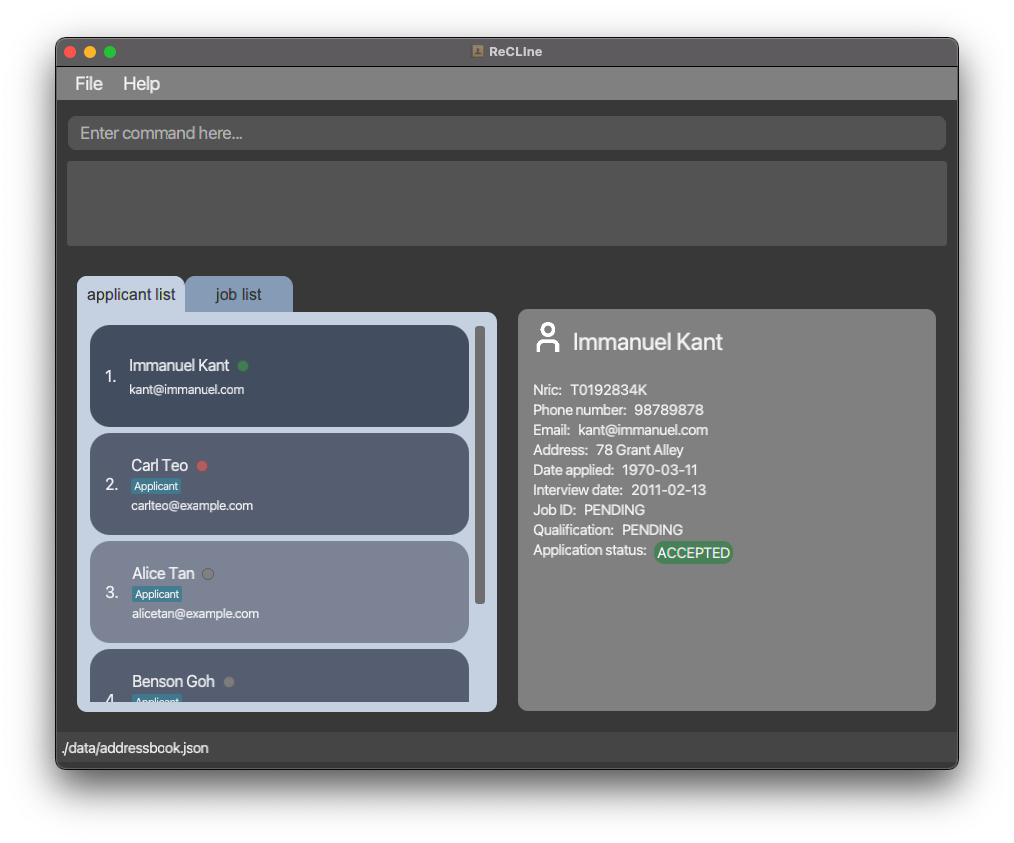 ReCLIne
File Help
Enter command here...
applicant list
job list
1.
Immanuel Kant
kant@immanuel.com
2.
Carl Teo
Applicant
carlteo@example.com
3.
Alice Tan
Applicant
alicetan@example.com
4.
Benson Goh
Applicant
Immanuel Kant
Nric: T0192834K
Phone number: 98789878
Email: kant@immanuel.com
Address: 78 Grant Alley
Date applied: 1970-03-11
Interview date: 2011-02-13
Job ID: PENDING
Qualification: PENDING
Application status: ACCEPTED
./data/addressbook.json